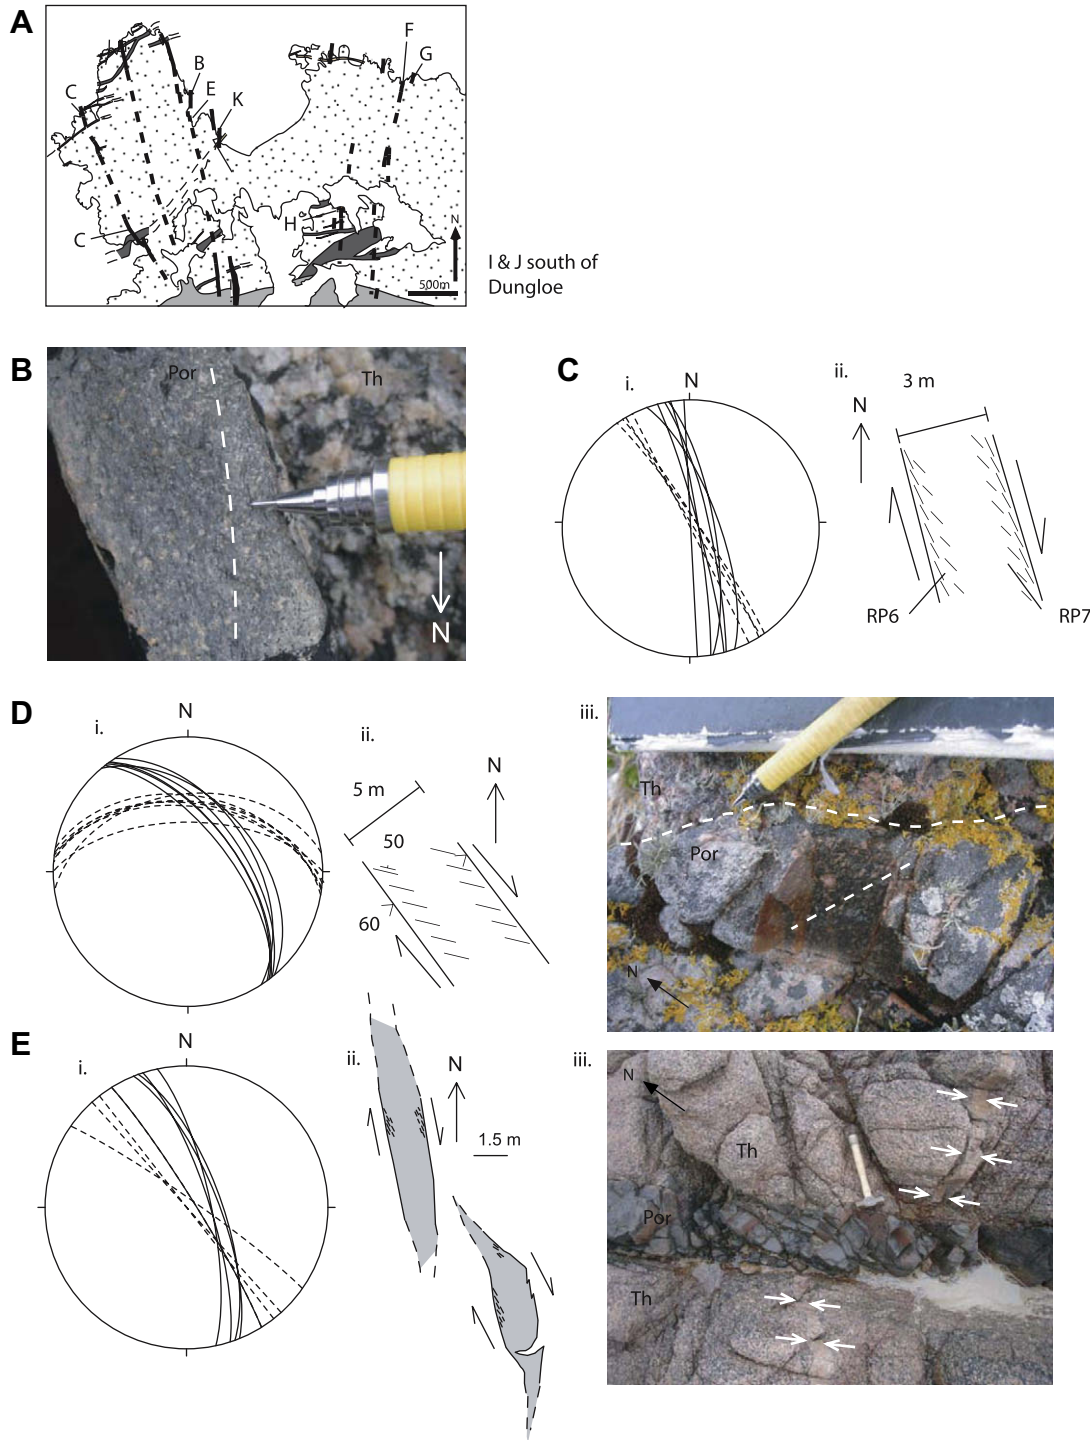 A
F
G
B
C
E
K
H
C
N
500m
I & J south of
Dungloe
B
Por
Th
N
C
i.
N
ii.
3 m
N
RP6
RP7
D
i.
N
ii.
5 m
N
50
60
iii.
Th
Por
N
E
i.
N
ii.
N
1.5 m
iii.
N
Th
Por
Th